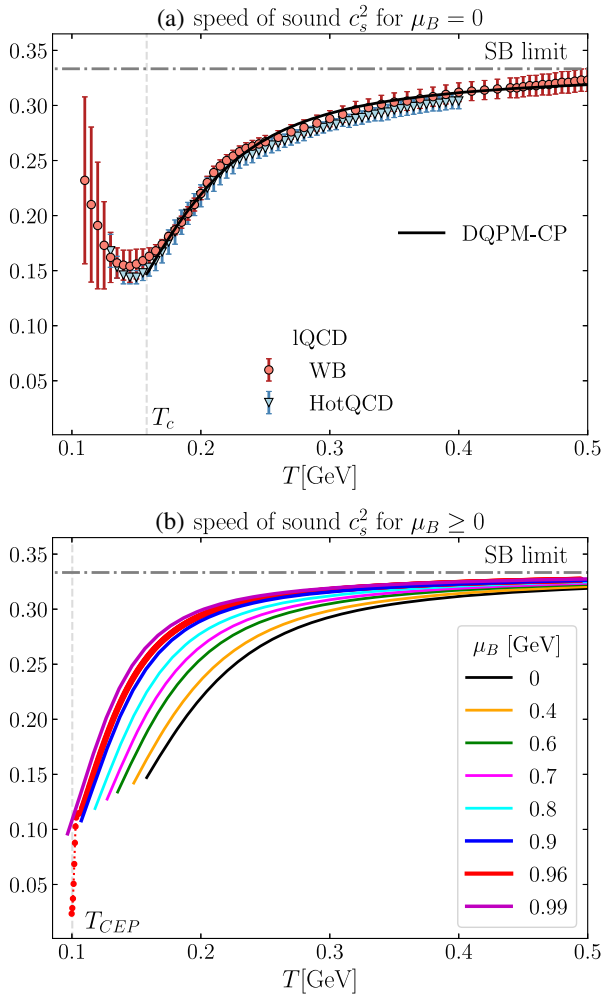 (a) speed of sound c_s^2 for μ_B = 0
SB limit
0.35
0.30
0.25
0.20
0.15
0.10
0.05
DQPM-CP
lQCD
WB
HotQCD
T_c
0.1 0.2 0.3 0.4 0.5
T[GeV]
(b) speed of sound c_s^2 for μ_B ≥ 0
SB limit
0.35
0.30
0.25
0.20
0.15
0.10
0.05
μ_B [GeV]
0
0.4
0.6
0.7
0.8
0.9
0.96
0.99
T_{CEP}
0.1 0.2 0.3 0.4 0.5
T[GeV]